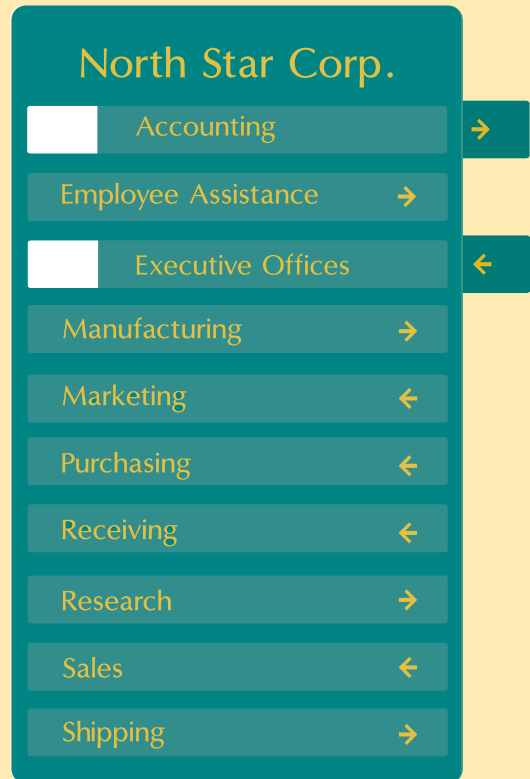 North Star Corp.
Accounting →
Employee Assistance →
Executive Offices ←
Manufacturing →
Marketing ←
Purchasing ←
Receiving ←
Research →
Sales ←
Shipping →